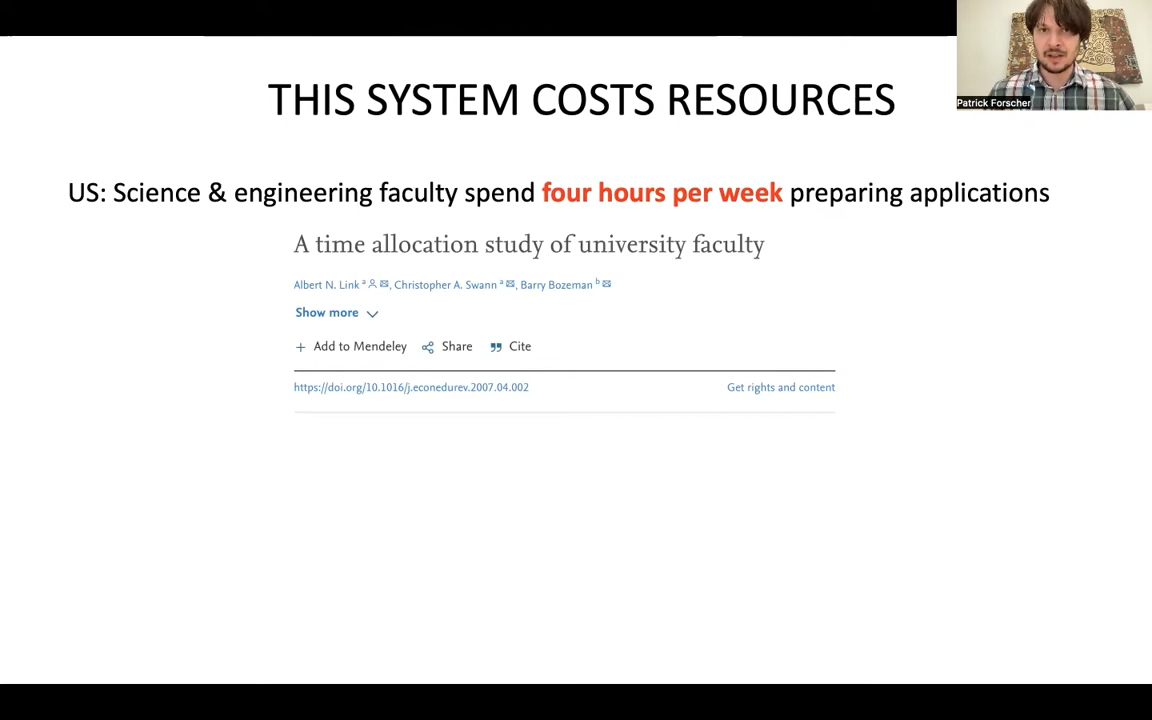 THIS SYSTEM COSTS RESOURCES
Patrick Forscher
US: Science & engineering faculty spend four hours per week preparing applications
A time allocation study of university faculty
Albert N. Link a, Christopher A. Swann a, Barry Bozeman b
Show more
+ Add to Mendeley Share Cite
https://doi.org/10.1016/j.econedurev.2007.04.002 Get rights and content